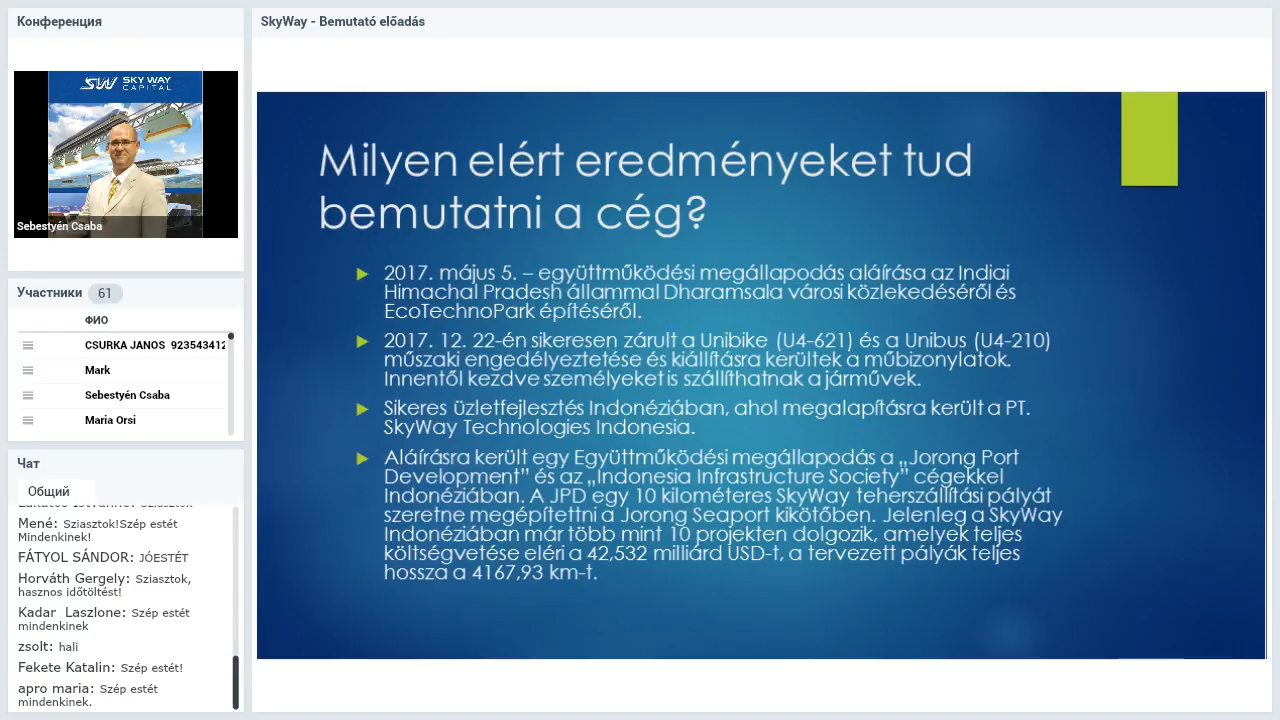 Конференция
SKY WAY
CAPITAL
Sebestyén Csaba
Участники 61
ФИО
CSURKA JANOS 923543412
Mark
Sebestyén Csaba
Maria Orsi
Чат
Общий
Mené: Sziasztok!Szép estét
Mindenkinek!
FÁTYOL SÁNDOR: JÓESTÉT
Horváth Gergely: Sziasztok,
hasznos időtöltést!
Kadar Laszlone: Szép estét
mindenkinek
zsolt: hali
Fekete Katalin: Szép estét!
apro maria: Szép estét
mindenkinek.
SkyWay - Bemutató előadás
Milyen elért eredményeket tud
bemutatni a cég?
2017. május 5. – együttműködési megállapodás aláírása az Indiai
Himachal Pradesh állammal Dharamsala városi közlekedéséről és
EcoTechnoPark építéséről.
2017. 12. 22-én sikeresen zárult a Unibike (U4-621) és a Unibus (U4-210)
műszaki engedélyeztetése és kiállításra kerültek a műbizonylatok.
Innentől kezdve személyeket is szállíthatnak a járművek.
Sikeres üzletfejlesztés Indonéziában, ahol megalapításra került a PT.
SkyWay Technologies Indonesia.
Aláírásra került egy Együttműködési megállapodás a „Jorong Port
Development” és az „Indonesia Infrastructure Society” cégekkel
Indonéziában. A JPD egy 10 kilométeres SkyWay teherszállítási pályát
szeretne megépítettni a Jorong Seaport kikötőben. Jelenleg a SkyWay
Indonéziában már több mint 10 projekten dolgozik, amelyek teljes
költségvetése eléri a 42,532 milliárd USD-t, a tervezett pályák teljes
hossza a 4167,93 km-t.